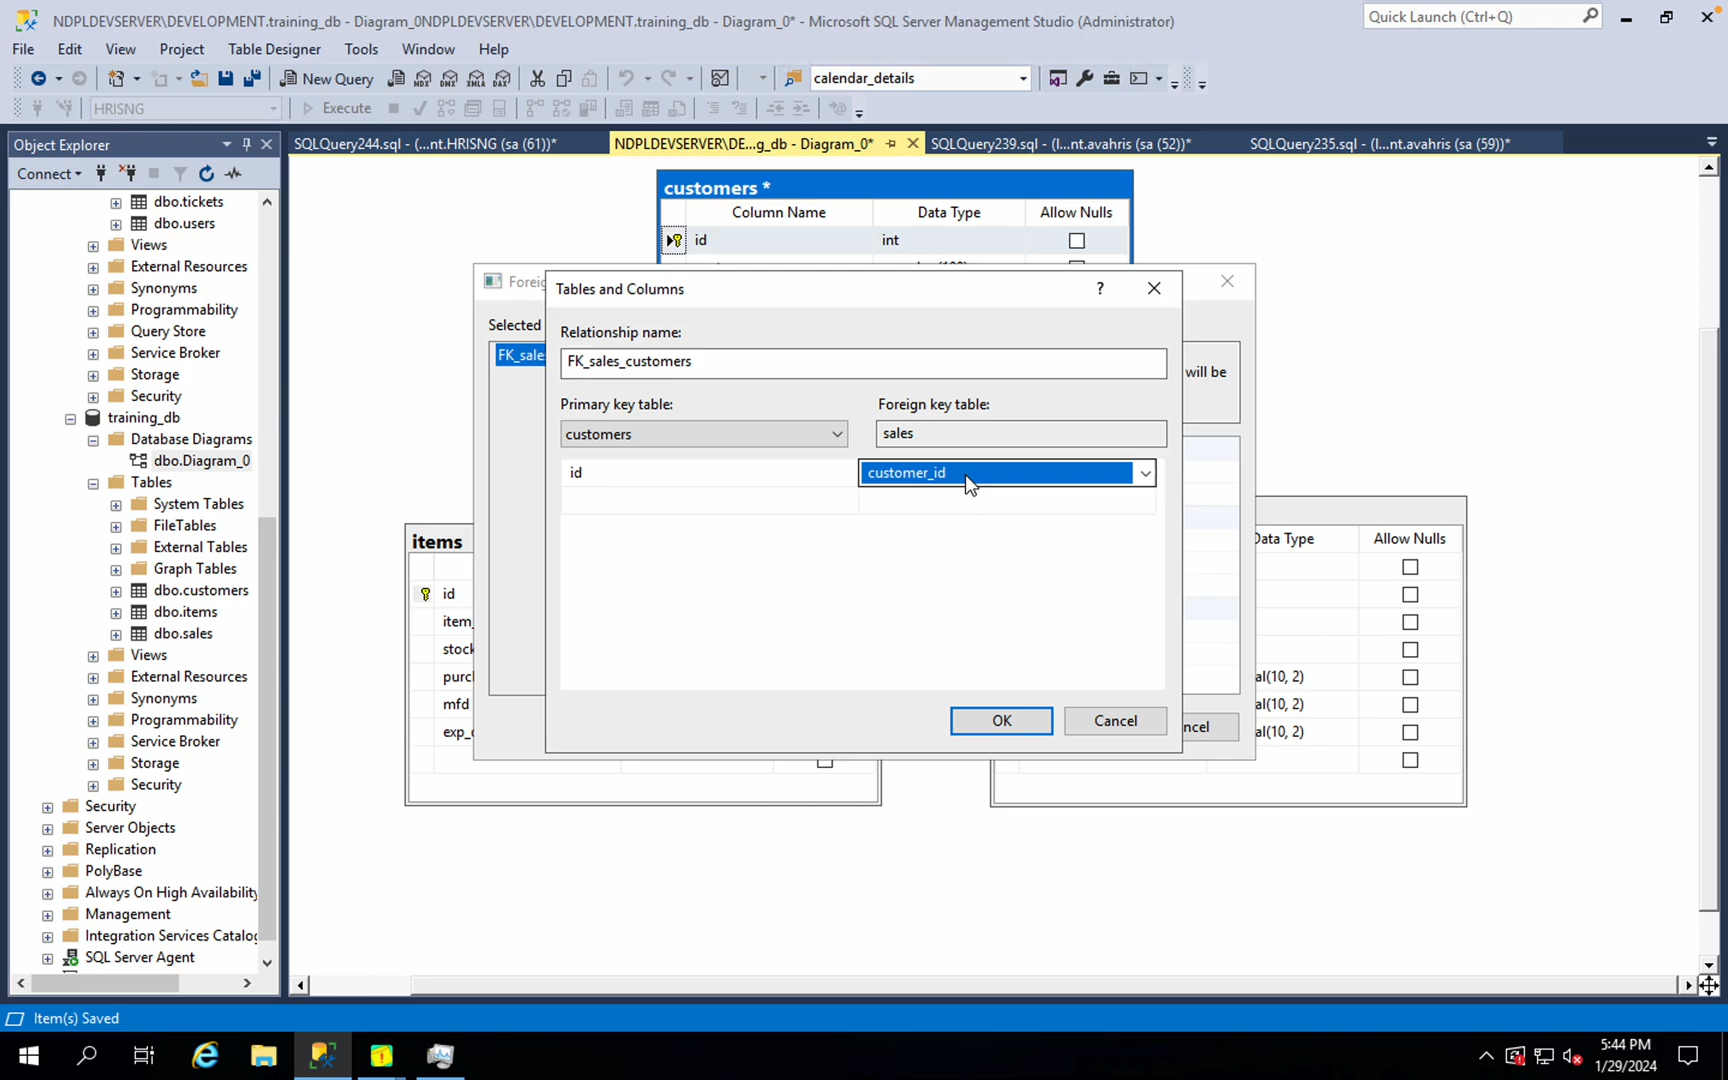 NDPLDEVSERVER\DEVELOPMENT.training_db - Diagram_0NDPLDEVSERVER\DEVELOPMENT.training_db - Diagram_0* - Microsoft SQL Server Management Studio (Administrator)
Quick Launch (Ctrl+Q)
File Edit View Project Table Designer Tools Window Help
New Query MDX DMX XMLA DAX calendar_details
HRISNG Execute
Object Explorer
SQLQuery244.sql - (...nt.HRISNG (sa (61))* NDPLDEVSERVER\DE...g_db - Diagram_0* SQLQuery239.sql - (l...nt.avahris (sa (52))* SQLQuery235.sql - (l...nt.avahris (sa (59))*
Connect
dbo.tickets
dbo.users
Views
External Resources
Synonyms
Programmability
Query Store
Service Broker
Storage
Security
training_db
Database Diagrams
dbo.Diagram_0
Tables
System Tables
FileTables
External Tables
Graph Tables
dbo.customers
dbo.items
dbo.sales
Views
External Resources
Synonyms
Programmability
Service Broker
Storage
Security
Security
Server Objects
Replication
PolyBase
Always On High Availability
Management
Integration Services Catalog
SQL Server Agent
customers *
Column Name Data Type Allow Nulls
id int
Foreig
Selected
FK_sales
will be
ncel
Tables and Columns ?
Relationship name:
FK_sales_customers
Primary key table: Foreign key table:
customers sales
id customer_id
OK Cancel
items
id
item_
stock
purch
mfd
exp_d
Data Type Allow Nulls
al(10, 2)
al(10, 2)
al(10, 2)
Item(s) Saved
5:44 PM
1/29/2024